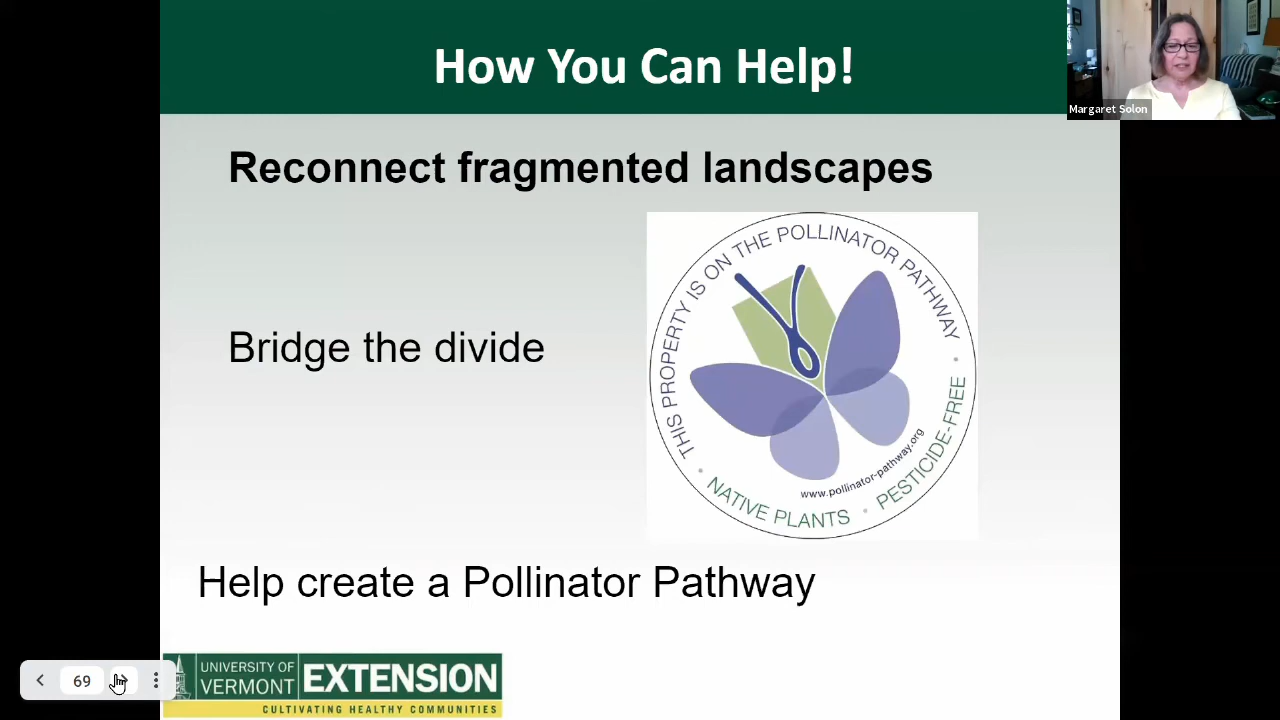 How You Can Help!
Margaret Solon
Reconnect fragmented landscapes
THIS PROPERTY IS ON THE POLLINATOR PATHWAY
Bridge the divide
www.pollinator-pathway.org
• NATIVE PLANTS • PESTICIDE-FREE •
Help create a Pollinator Pathway
UNIVERSITY OF
VERMONT
EXTENSION
CULTIVATING HEALTHY COMMUNITIES
69